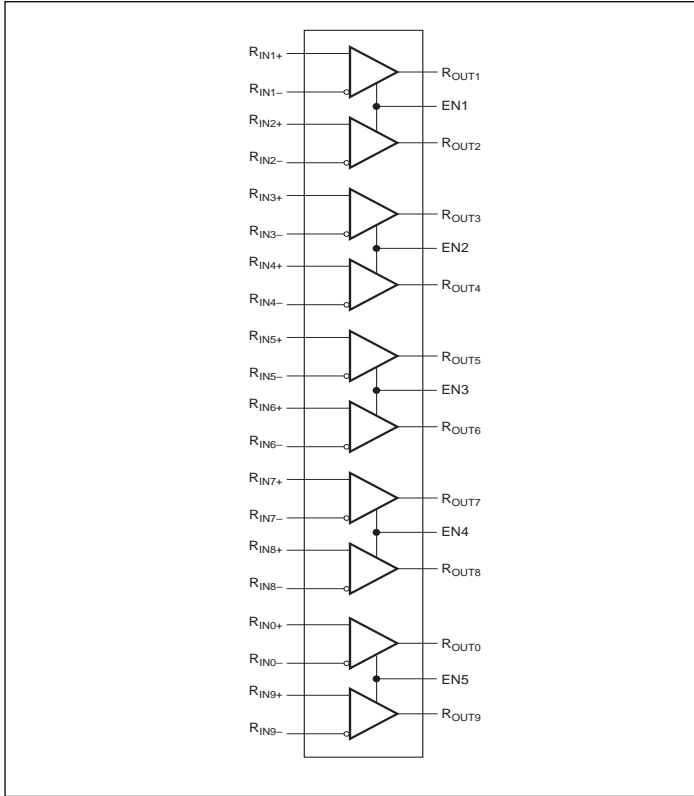 RIN1+
ROUT1
RIN1–
EN1
RIN2+
ROUT2
RIN2–
RIN3+
ROUT3
RIN3–
EN2
RIN4+
ROUT4
RIN4–
RIN5+
ROUT5
RIN5–
EN3
RIN6+
ROUT6
RIN6–
RIN7+
ROUT7
RIN7–
EN4
RIN8+
ROUT8
RIN8–
RIN0+
ROUT0
RIN0–
EN5
RIN9+
ROUT9
RIN9–